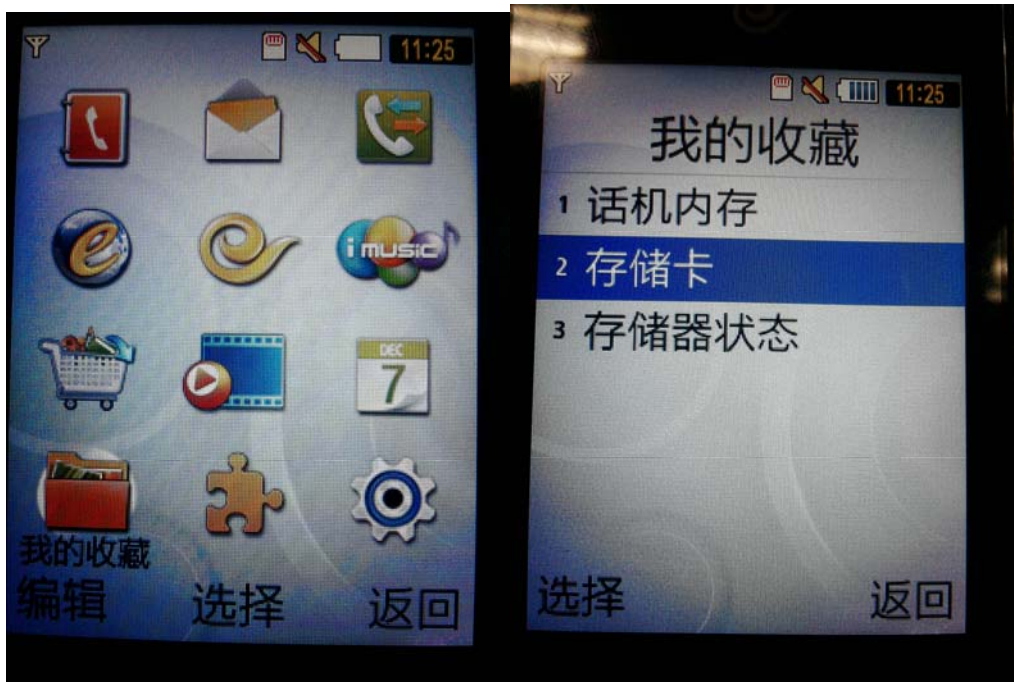 11:25
i music
DEC
7
我的收藏
编辑 选择 返回
11:25
我的收藏
1 话机内存
2 存储卡
3 存储器状态
选择 返回